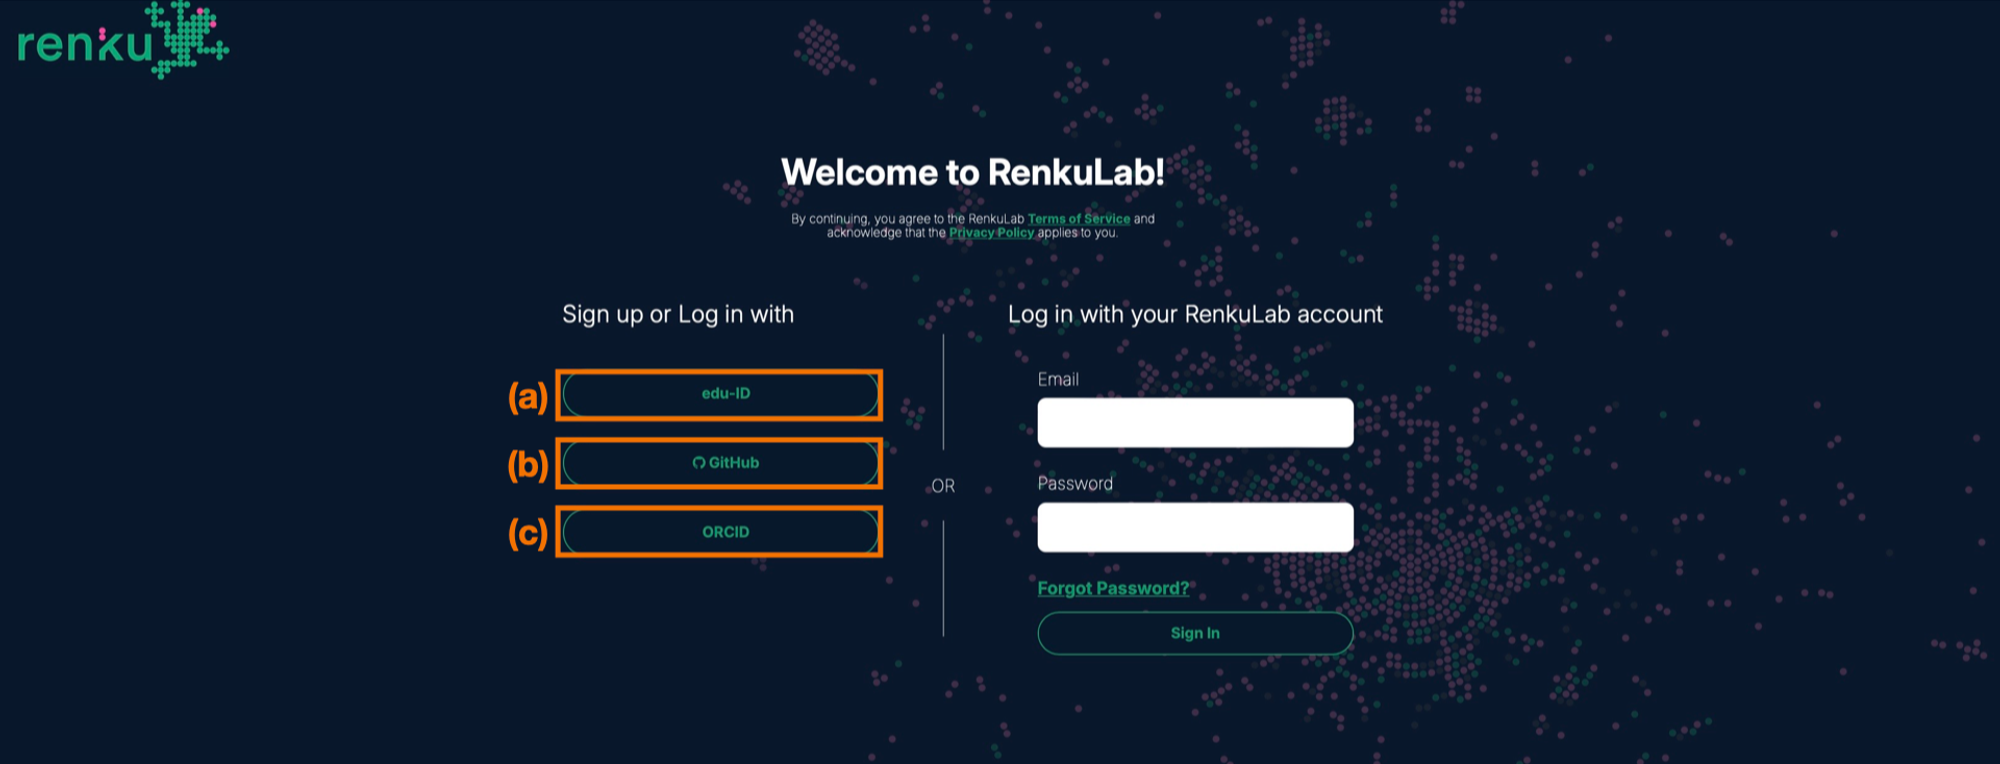 renku
Welcome to RenkuLab!
By continuing, you agree to the RenkuLab Terms of Service and
acknowledge that the Privacy Policy applies to you.
Sign up or Log in with
(a) edu-ID
(b) GitHub
(c) ORCID
OR
Log in with your RenkuLab account
Email
Password
Forgot Password?
Sign In